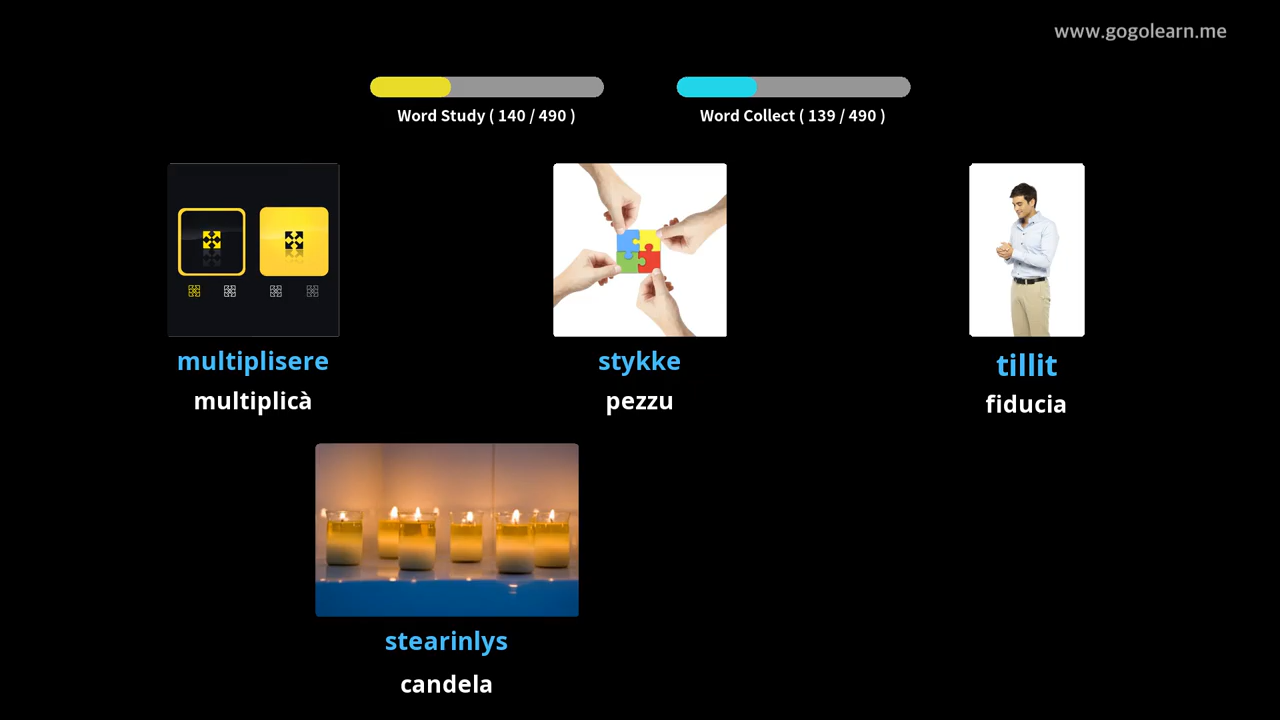 www.gogolearn.me
Word Study ( 140 / 490 )
Word Collect ( 139 / 490 )
multiplisere
multiplicà
stykke
pezzu
tillit
fiducia
stearinlys
candela